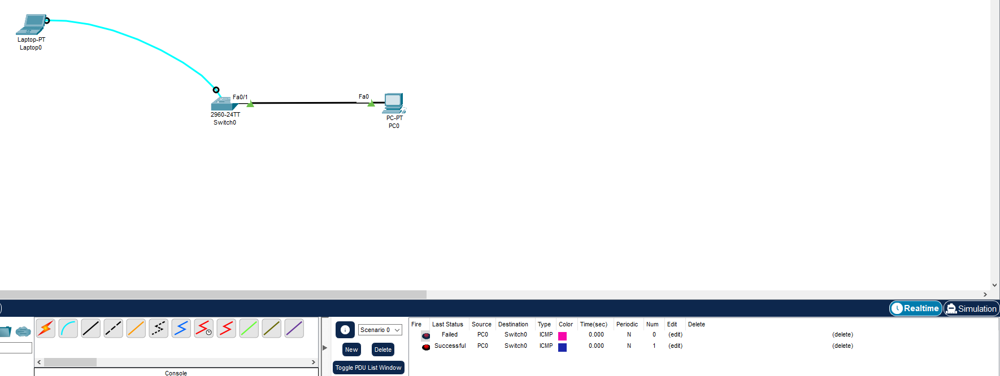 Laptop-PT
Laptop0
Fa0/1
Fa0
2960-24TT
Switch0
PC-PT
PC0
Realtime
Simulation
Scenario 0
New
Delete
Toggle PDU List Window
Console
Fire Last Status Source Destination Type Color Time(sec) Periodic Num Edit Delete
Failed PC0 Switch0 ICMP 0.000 N 0 (edit) (delete)
Successful PC0 Switch0 ICMP 0.000 N 1 (edit) (delete)